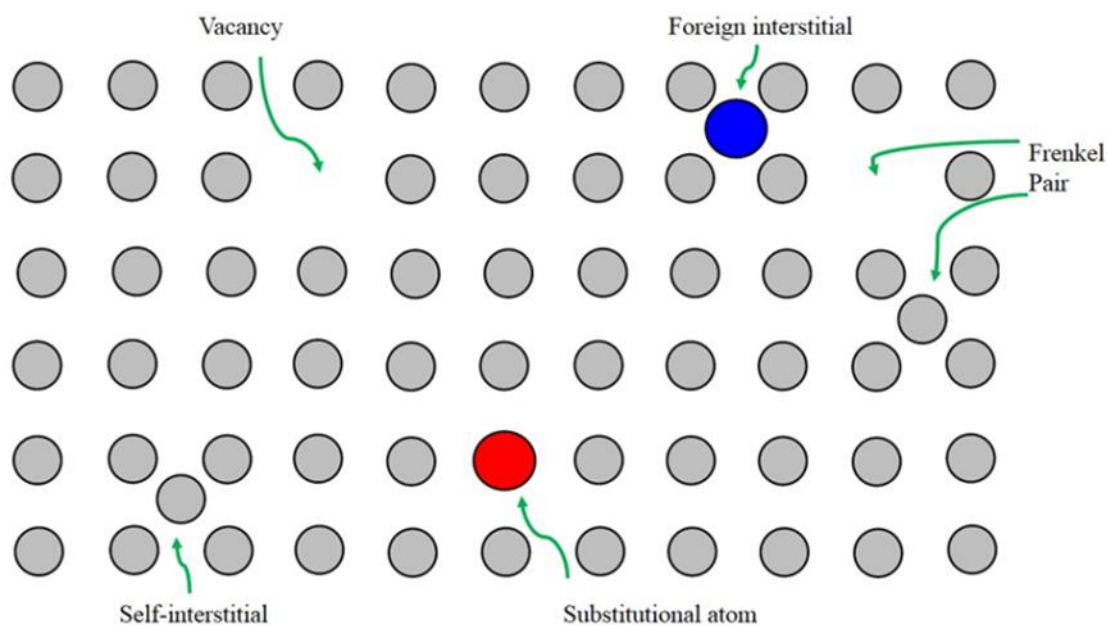 Vacancy
Foreign interstitial
Frenkel
Pair
Self-interstitial
Substitutional atom